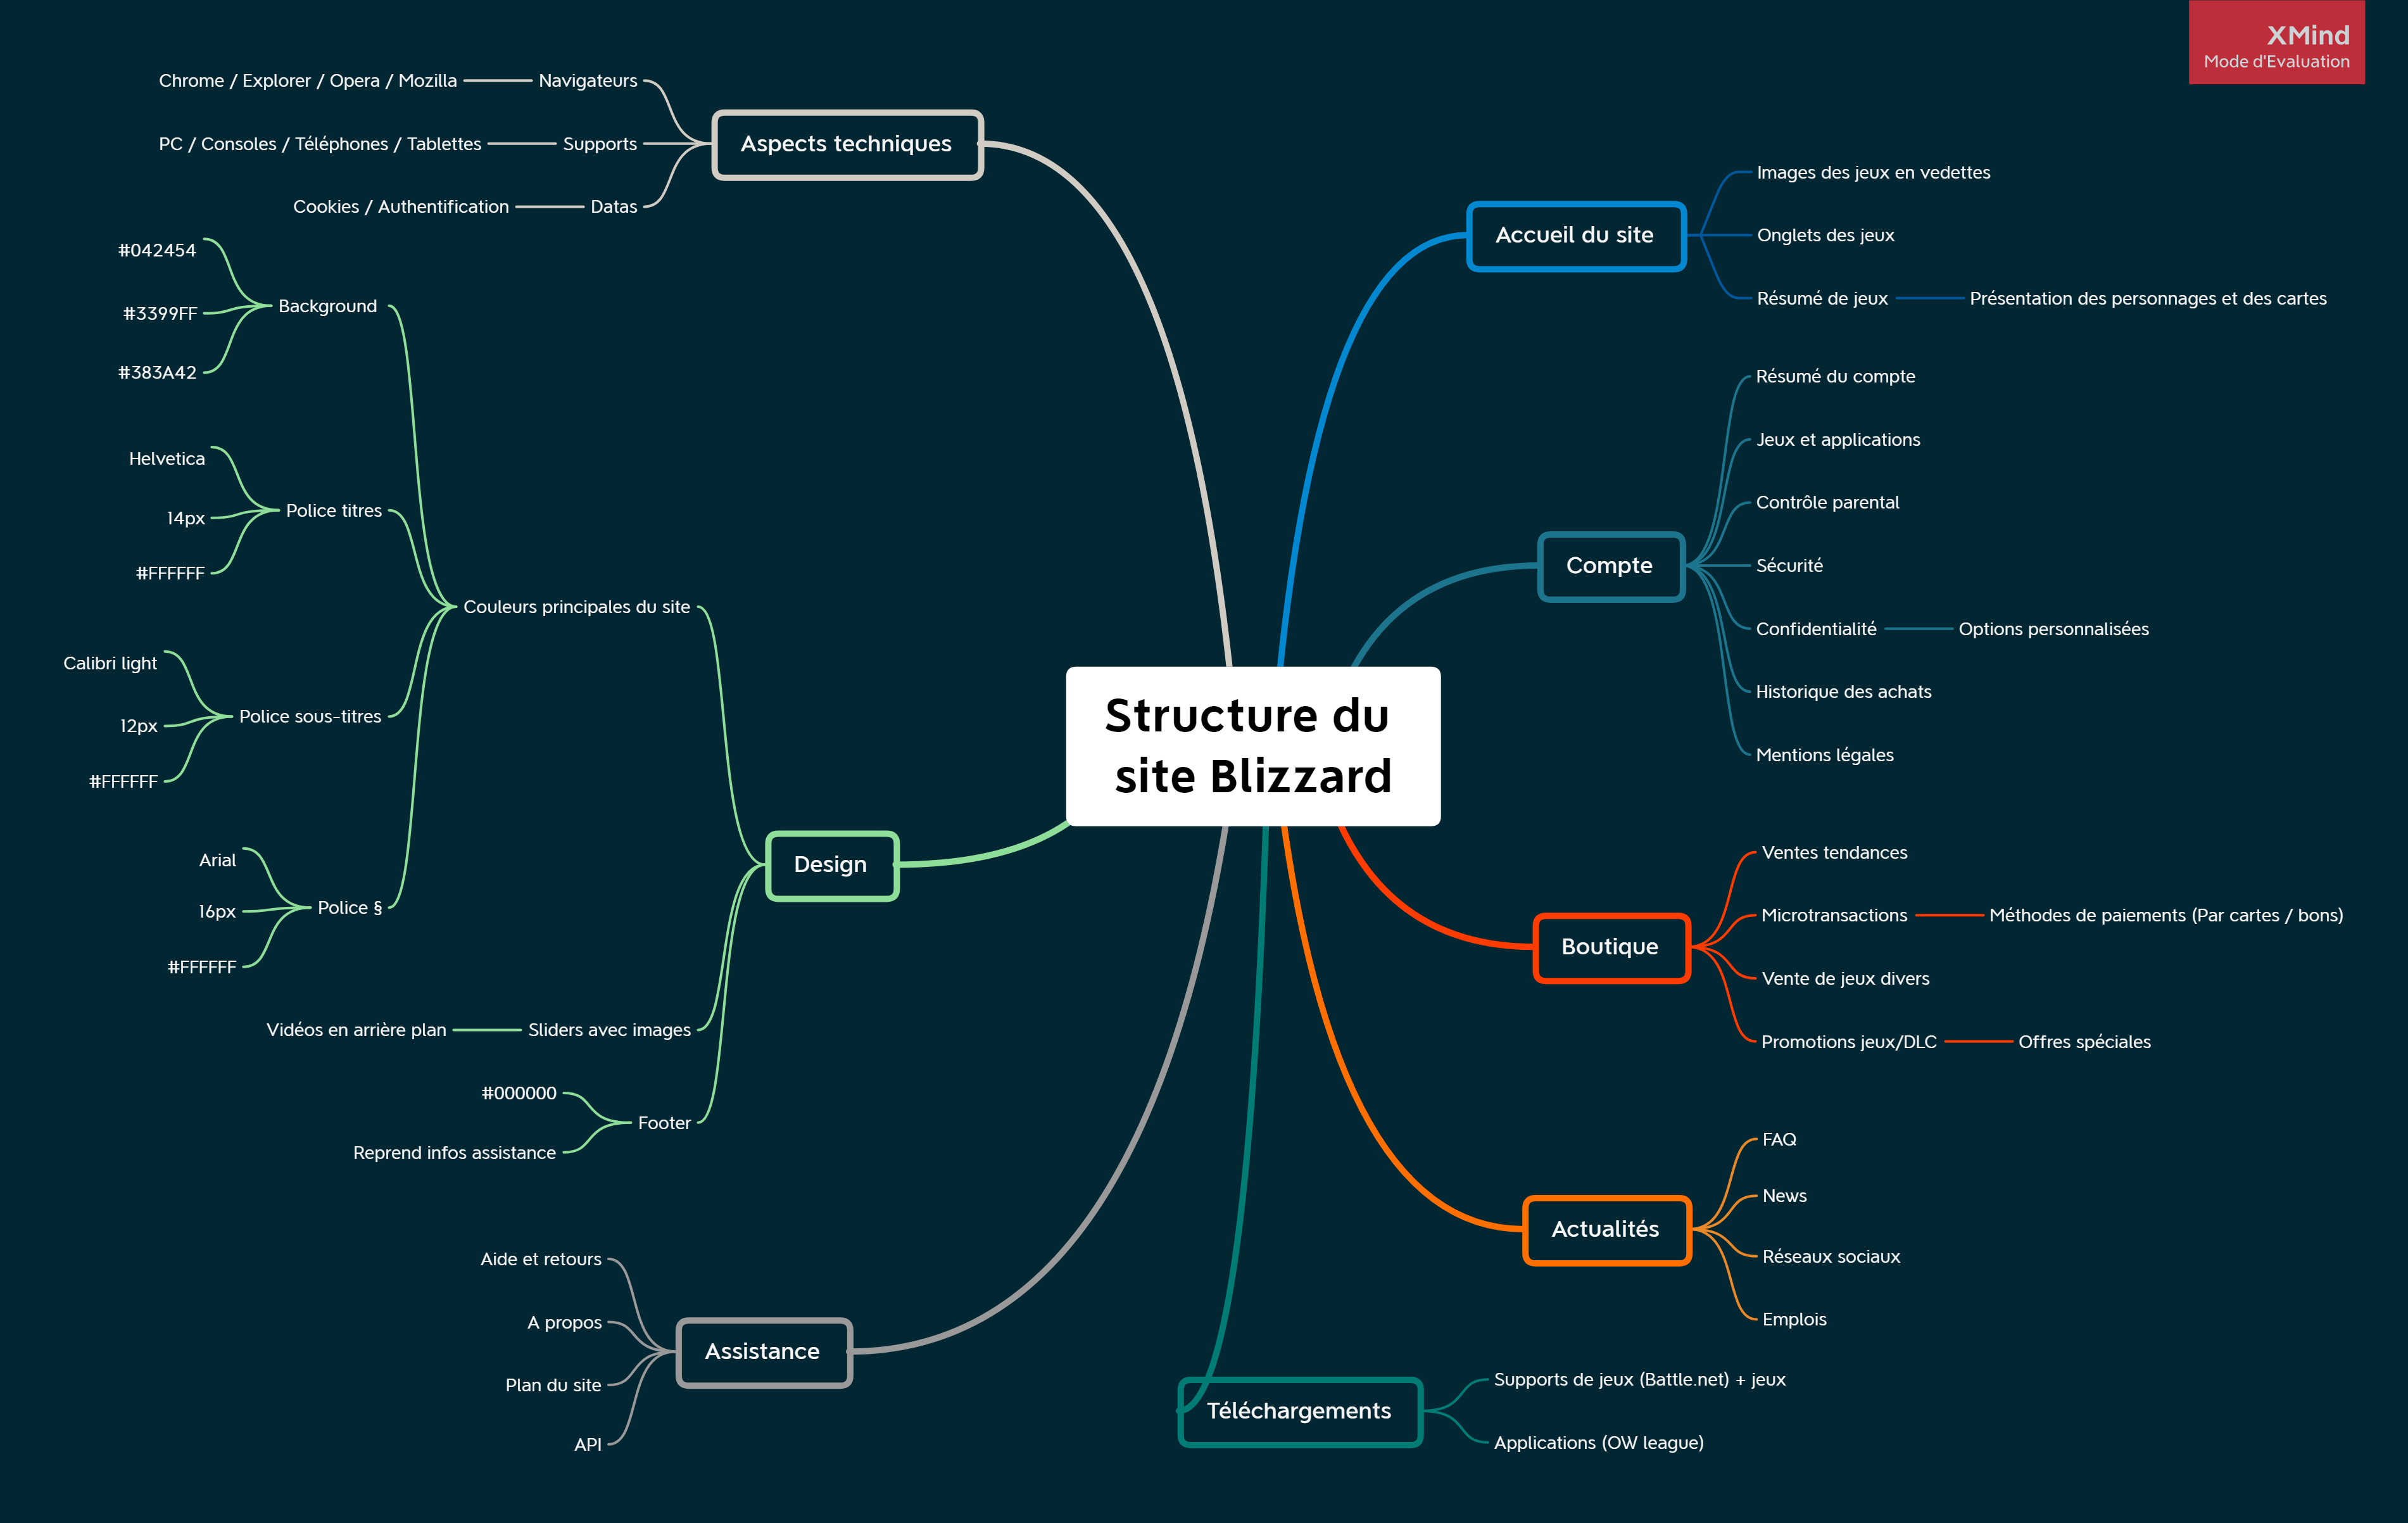 XMind
Mode d'Evaluation
Structure du
site Blizzard
Accueil du site
Images des jeux en vedettes
Onglets des jeux
Résumé de jeux
Présentation des personnages et des cartes
Compte
Résumé du compte
Jeux et applications
Contrôle parental
Sécurité
Confidentialité
Options personnalisées
Historique des achats
Mentions légales
Boutique
Ventes tendances
Microtransactions
Méthodes de paiements (Par cartes / bons)
Vente de jeux divers
Promotions jeux/DLC
Offres spéciales
Actualités
FAQ
News
Réseaux sociaux
Emplois
Téléchargements
Supports de jeux (Battle.net) + jeux
Applications (OW league)
Aspects techniques
Navigateurs
Chrome / Explorer / Opera / Mozilla
Supports
PC / Consoles / Téléphones / Tablettes
Datas
Cookies / Authentification
Design
Couleurs principales du site
Background
#042454
#3399FF
#383A42
Police titres
Helvetica
14px
#FFFFFF
Police sous-titres
Calibri light
12px
#FFFFFF
Police §
Arial
16px
#FFFFFF
Sliders avec images
Vidéos en arrière plan
Footer
#000000
Reprend infos assistance
Assistance
Aide et retours
A propos
Plan du site
API